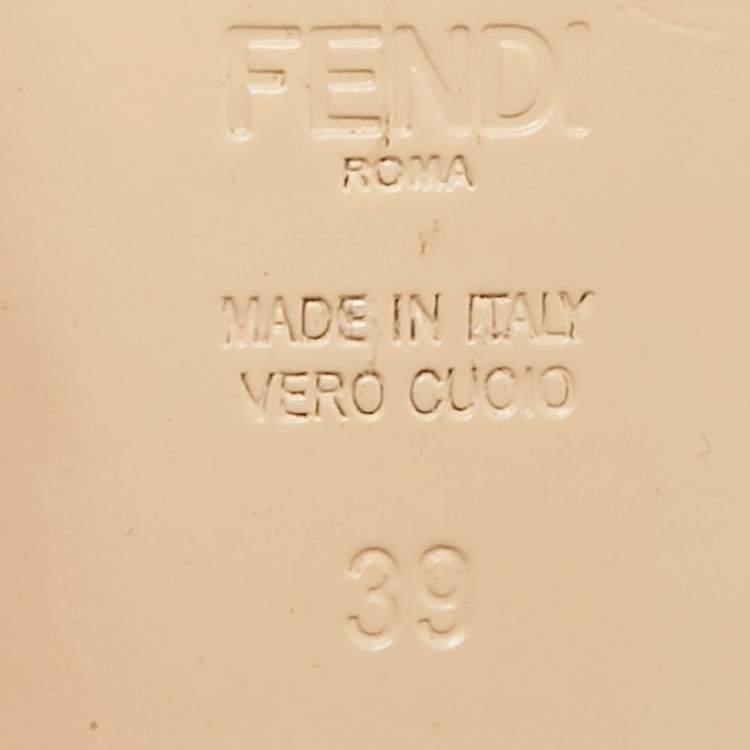 FENDI
ROMA
MADE IN ITALY
VERO CUOIO
39